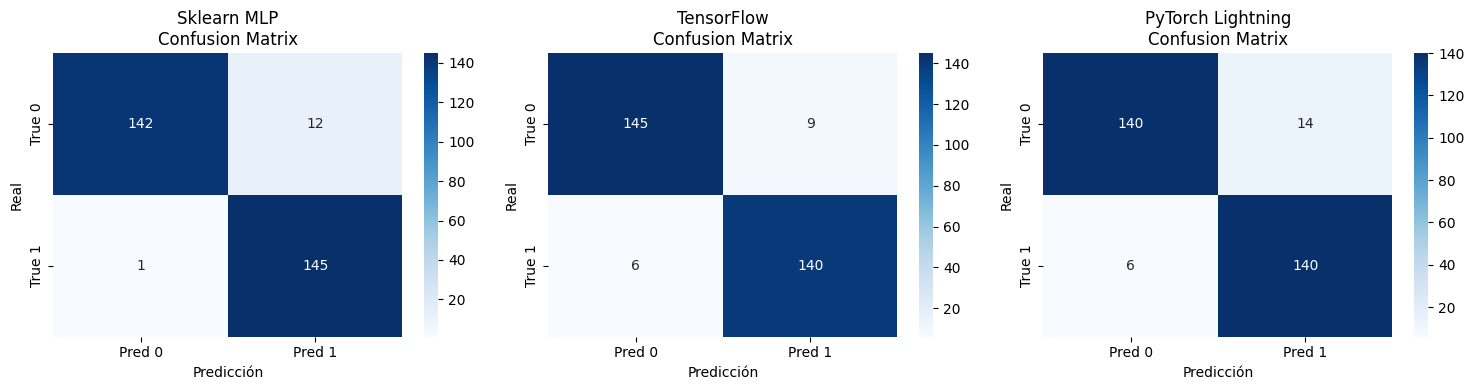 Sklearn MLP
Confusion Matrix
Real
True 0
True 1
142
12
1
145
Pred 0
Pred 1
Predicción
140
120
100
80
60
40
20
TensorFlow
Confusion Matrix
Real
True 0
True 1
145
9
6
140
Pred 0
Pred 1
Predicción
140
120
100
80
60
40
20
PyTorch Lightning
Confusion Matrix
Real
True 0
True 1
140
14
6
140
Pred 0
Pred 1
Predicción
140
120
100
80
60
40
20